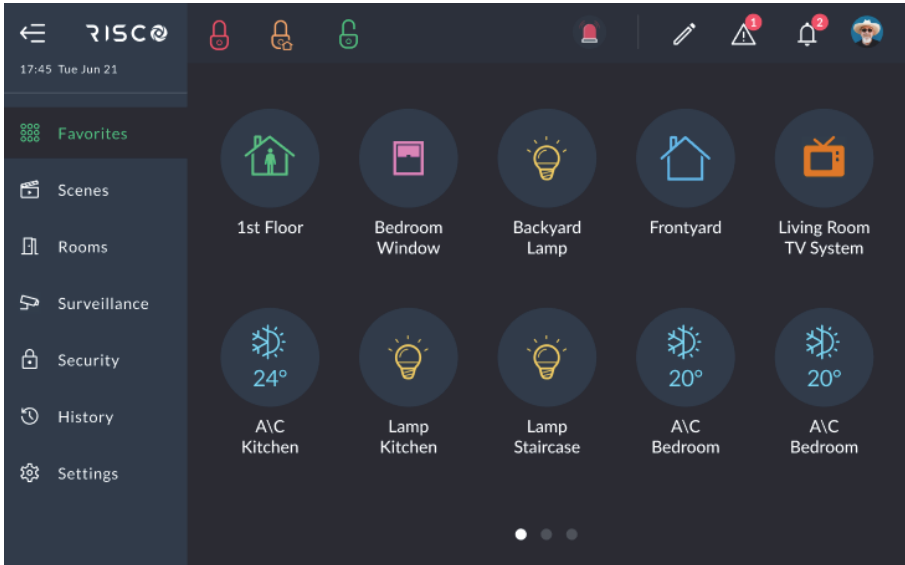 RISCO
1
2
17:45 Tue Jun 21
Favorites
Scenes
Rooms
Surveillance
Security
History
Settings
1st Floor
Bedroom
Window
Backyard
Lamp
Frontyard
Living Room
TV System
24°
A\C
Kitchen
Lamp
Kitchen
Lamp
Staircase
20°
A\C
Bedroom
20°
A\C
Bedroom